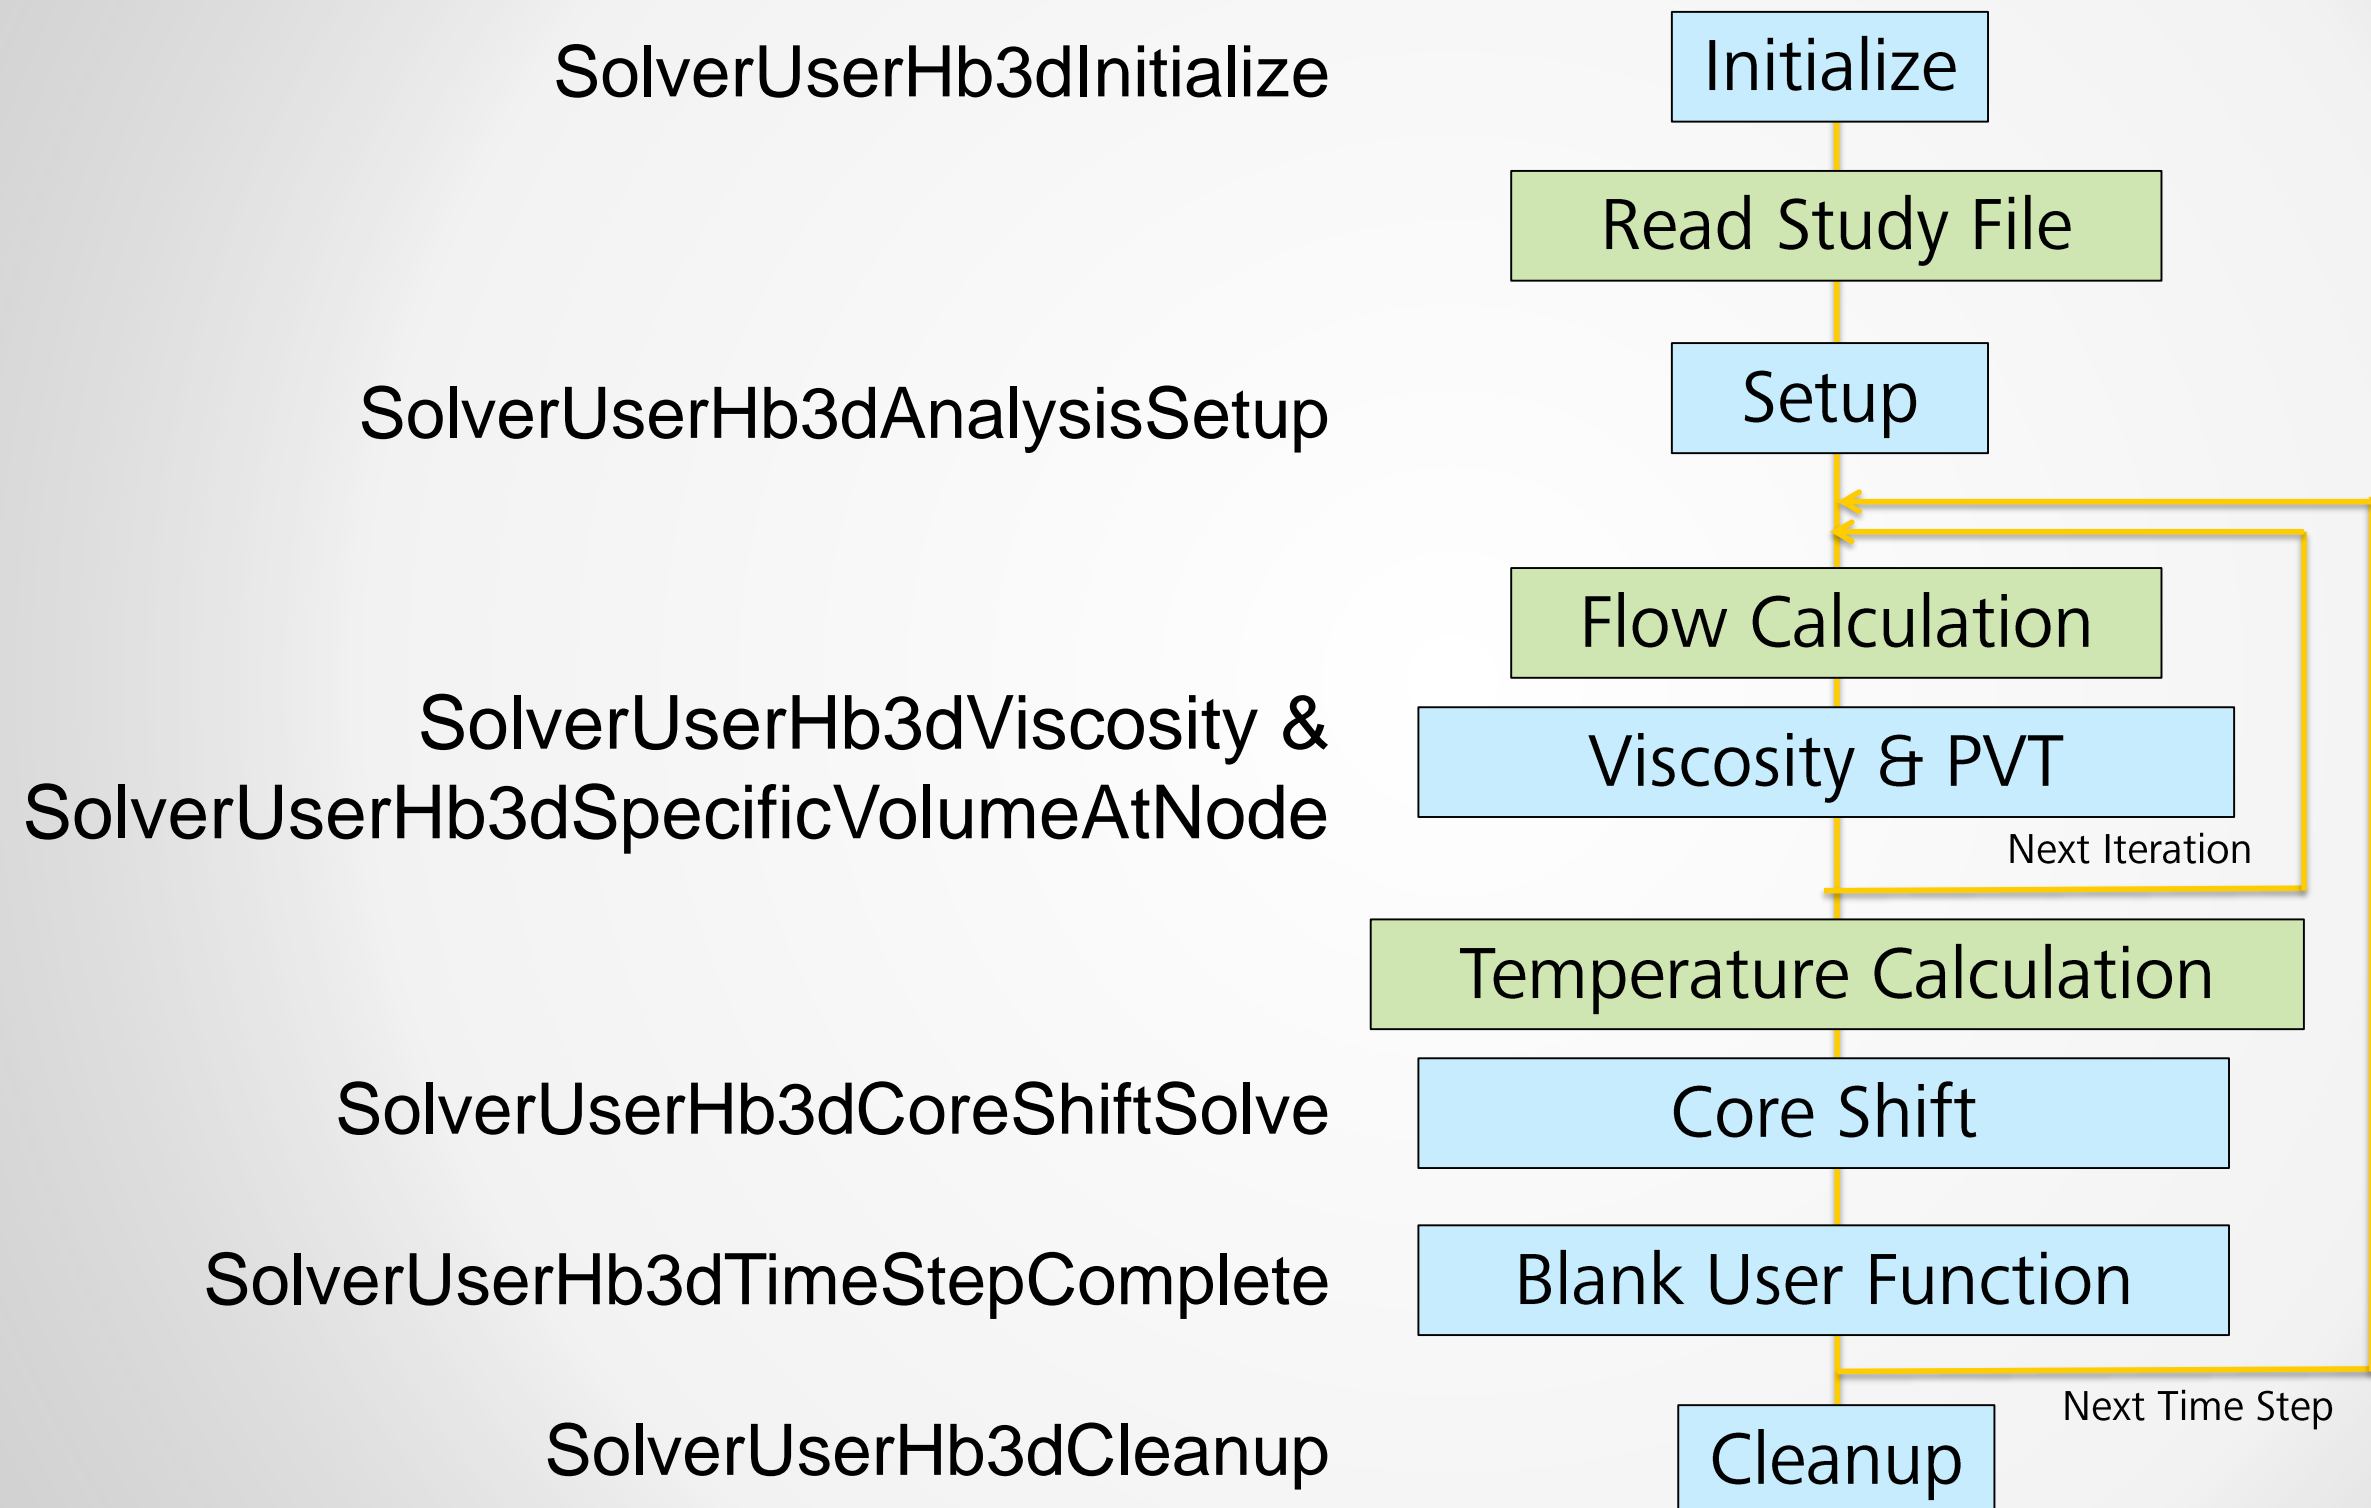 SolverUserHb3dInitialize
Initialize
Read Study File
SolverUserHb3dAnalysisSetup
Setup
Flow Calculation
SolverUserHb3dViscosity &
SolverUserHb3dSpecificVolumeAtNode
Viscosity & PVT
Next Iteration
Temperature Calculation
SolverUserHb3dCoreShiftSolve
Core Shift
SolverUserHb3dTimeStepComplete
Blank User Function
Next Time Step
SolverUserHb3dCleanup
Cleanup